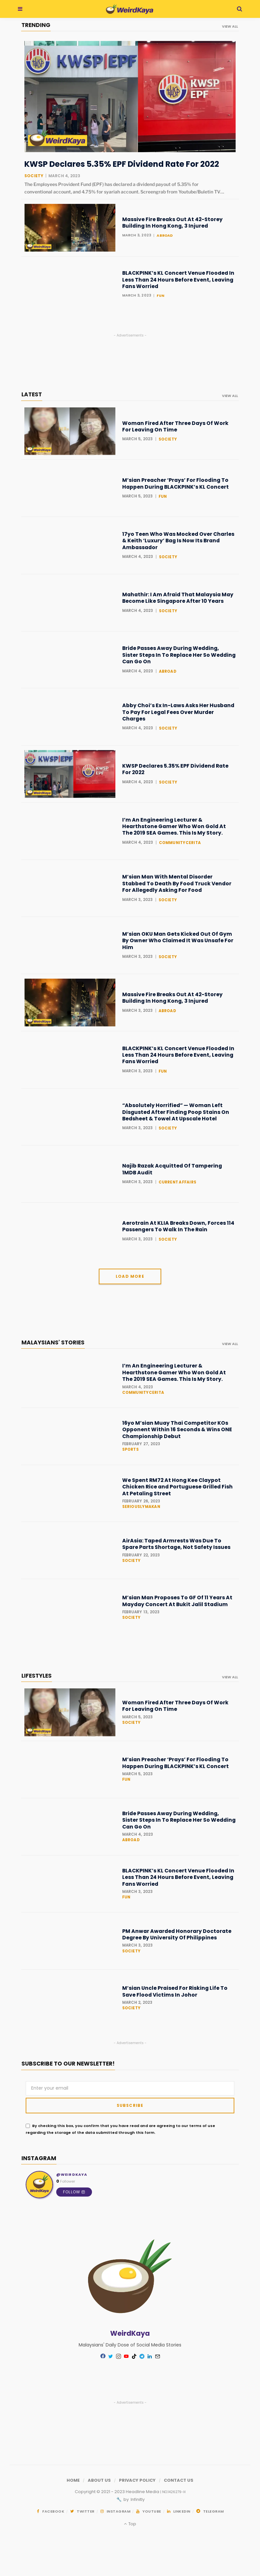 WeirdKaya
TRENDING
VIEW ALL
KWSP EPF
KWSP
EPF
WeirdKaya
KWSP Declares 5.35% EPF Dividend Rate For 2022
SOCIETY | MARCH 4, 2023
The Employees Provident Fund (EPF) has declared a dividend payout of 5.35% for
conventional account, and 4.75% for syariah account. Screengrab from Youtube/Buletin TV...
Massive Fire Breaks Out At 42-Storey
Building In Hong Kong, 3 Injured
MARCH 3, 2023 | ABROAD
BLACKPINK’s KL Concert Venue Flooded In
Less Than 24 Hours Before Event, Leaving
Fans Worried
MARCH 3, 2023 | FUN
- Advertisements -
LATEST
VIEW ALL
Woman Fired After Three Days Of Work
For Leaving On Time
MARCH 5, 2023 | SOCIETY
M’sian Preacher ‘Prays’ For Flooding To
Happen During BLACKPINK’s KL Concert
MARCH 5, 2023 | FUN
17yo Teen Who Was Mocked Over Charles
& Keith ‘Luxury’ Bag Is Now Its Brand
Ambassador
MARCH 4, 2023 | SOCIETY
Mahathir: I Am Afraid That Malaysia May
Become Like Singapore After 10 Years
MARCH 4, 2023 | SOCIETY
Bride Passes Away During Wedding,
Sister Steps In To Replace Her So Wedding
Can Go On
MARCH 4, 2023 | ABROAD
Abby Choi’s Ex In-Laws Asks Her Husband
To Pay For Legal Fees Over Murder
Charges
MARCH 4, 2023 | SOCIETY
KWSP Declares 5.35% EPF Dividend Rate
For 2022
MARCH 4, 2023 | SOCIETY
I’m An Engineering Lecturer &
Hearthstone Gamer Who Won Gold At
The 2019 SEA Games. This Is My Story.
MARCH 4, 2023 | COMMUNITYCERITA
M’sian Man With Mental Disorder
Stabbed To Death By Food Truck Vendor
For Allegedly Asking For Food
MARCH 3, 2023 | SOCIETY
M’sian OKU Man Gets Kicked Out Of Gym
By Owner Who Claimed It Was Unsafe For
Him
MARCH 3, 2023 | SOCIETY
Massive Fire Breaks Out At 42-Storey
Building In Hong Kong, 3 Injured
MARCH 3, 2023 | ABROAD
BLACKPINK’s KL Concert Venue Flooded In
Less Than 24 Hours Before Event, Leaving
Fans Worried
MARCH 3, 2023 | FUN
“Absolutely Horrified” — Woman Left
Disgusted After Finding Poop Stains On
Bedsheet & Towel At Upscale Hotel
MARCH 3, 2023 | SOCIETY
Najib Razak Acquitted Of Tampering
1MDB Audit
MARCH 3, 2023 | CURRENT AFFAIRS
Aerotrain At KLIA Breaks Down, Forces 114
Passengers To Walk In The Rain
MARCH 3, 2023 | SOCIETY
LOAD MORE
MALAYSIANS' STORIES
VIEW ALL
I’m An Engineering Lecturer &
Hearthstone Gamer Who Won Gold At
The 2019 SEA Games. This Is My Story.
MARCH 4, 2023
COMMUNITYCERITA
16yo M’sian Muay Thai Competitor KOs
Opponent Within 16 Seconds & Wins ONE
Championship Debut
FEBRUARY 27, 2023
SPORTS
We Spent RM72 At Hong Kee Claypot
Chicken Rice and Portuguese Grilled Fish
At Petaling Street
FEBRUARY 26, 2023
SERIOUSLYMAKAN
AirAsia: Taped Armrests Was Due To
Spare Parts Shortage, Not Safety Issues
FEBRUARY 22, 2023
SOCIETY
M’sian Man Proposes To GF Of 11 Years At
Mayday Concert At Bukit Jalil Stadium
FEBRUARY 13, 2023
SOCIETY
LIFESTYLES
VIEW ALL
Woman Fired After Three Days Of Work
For Leaving On Time
MARCH 5, 2023
SOCIETY
M’sian Preacher ‘Prays’ For Flooding To
Happen During BLACKPINK’s KL Concert
MARCH 5, 2023
FUN
Bride Passes Away During Wedding,
Sister Steps In To Replace Her So Wedding
Can Go On
MARCH 4, 2023
ABROAD
BLACKPINK’s KL Concert Venue Flooded In
Less Than 24 Hours Before Event, Leaving
Fans Worried
MARCH 3, 2023
FUN
PM Anwar Awarded Honorary Doctorate
Degree By University Of Philippines
MARCH 3, 2023
SOCIETY
M’sian Uncle Praised For Risking Life To
Save Flood Victims In Johor
MARCH 2, 2023
SOCIETY
- Advertisements -
SUBSCRIBE TO OUR NEWSLETTER!
Enter your email
SUBSCRIBE
By checking this box, you confirm that you have read and are agreeing to our terms of use
regarding the storage of the data submitted through this form.
INSTAGRAM
@WEIRDKAYA
0 Followers
FOLLOW
WeirdKaya
Malaysians' Daily Dose of Social Media Stories
- Advertisements -
HOME / ABOUT US / PRIVACY POLICY / CONTACT US
Copyright © 2021 - 2023 Headline Media
by Wildly
FACEBOOK / TWITTER / INSTAGRAM / YOUTUBE / LINKEDIN / TELEGRAM
Top